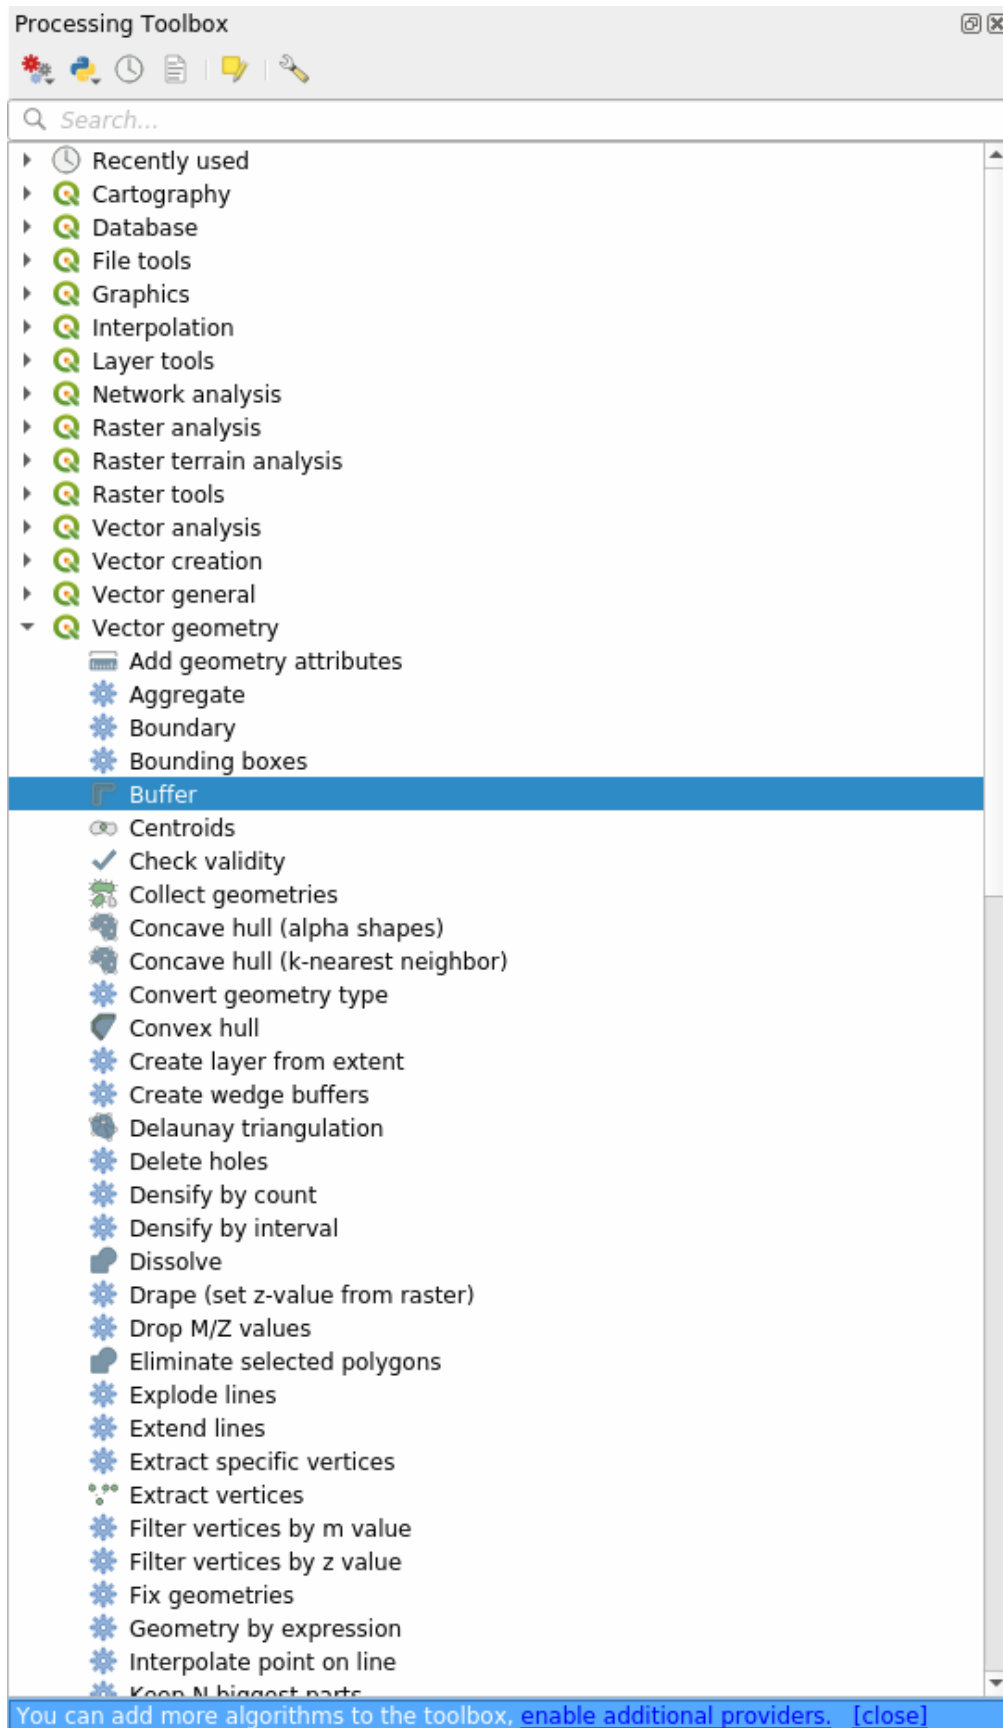 Processing Toolbox
Search...
Recently used
Cartography
Database
File tools
Graphics
Interpolation
Layer tools
Network analysis
Raster analysis
Raster terrain analysis
Raster tools
Vector analysis
Vector creation
Vector general
Vector geometry
Add geometry attributes
Aggregate
Boundary
Bounding boxes
Buffer
Centroids
Check validity
Collect geometries
Concave hull (alpha shapes)
Concave hull (k-nearest neighbor)
Convert geometry type
Convex hull
Create layer from extent
Create wedge buffers
Delaunay triangulation
Delete holes
Densify by count
Densify by interval
Dissolve
Drape (set z-value from raster)
Drop M/Z values
Eliminate selected polygons
Explode lines
Extend lines
Extract specific vertices
Extract vertices
Filter vertices by m value
Filter vertices by z value
Fix geometries
Geometry by expression
Interpolate point on line
Keep N biggest parts
You can add more algorithms to the toolbox, enable additional providers. [close]